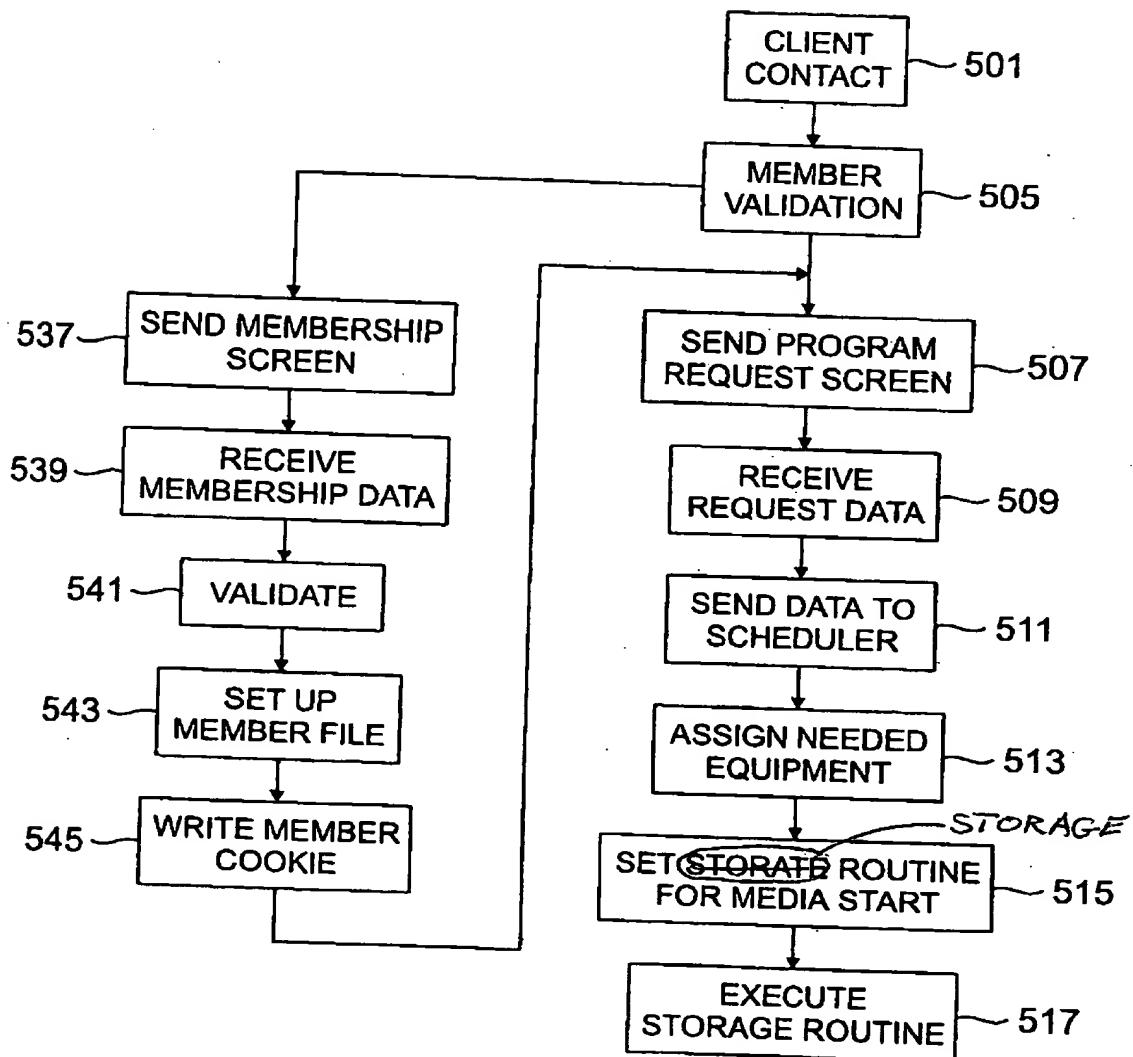 CLIENT
CONTACT
501
MEMBER
VALIDATION
505
537
SEND MEMBERSHIP
SCREEN
SEND PROGRAM
REQUEST SCREEN
507
539
RECEIVE
MEMBERSHIP DATA
RECEIVE
REQUEST DATA
509
541
VALIDATE
SEND DATA TO
SCHEDULER
511
543
SET UP
MEMBER FILE
ASSIGN NEEDED
EQUIPMENT
513
545
WRITE MEMBER
COOKIE
STORAGE
SET STORATE ROUTINE
FOR MEDIA START
515
EXECUTE
STORAGE ROUTINE
517